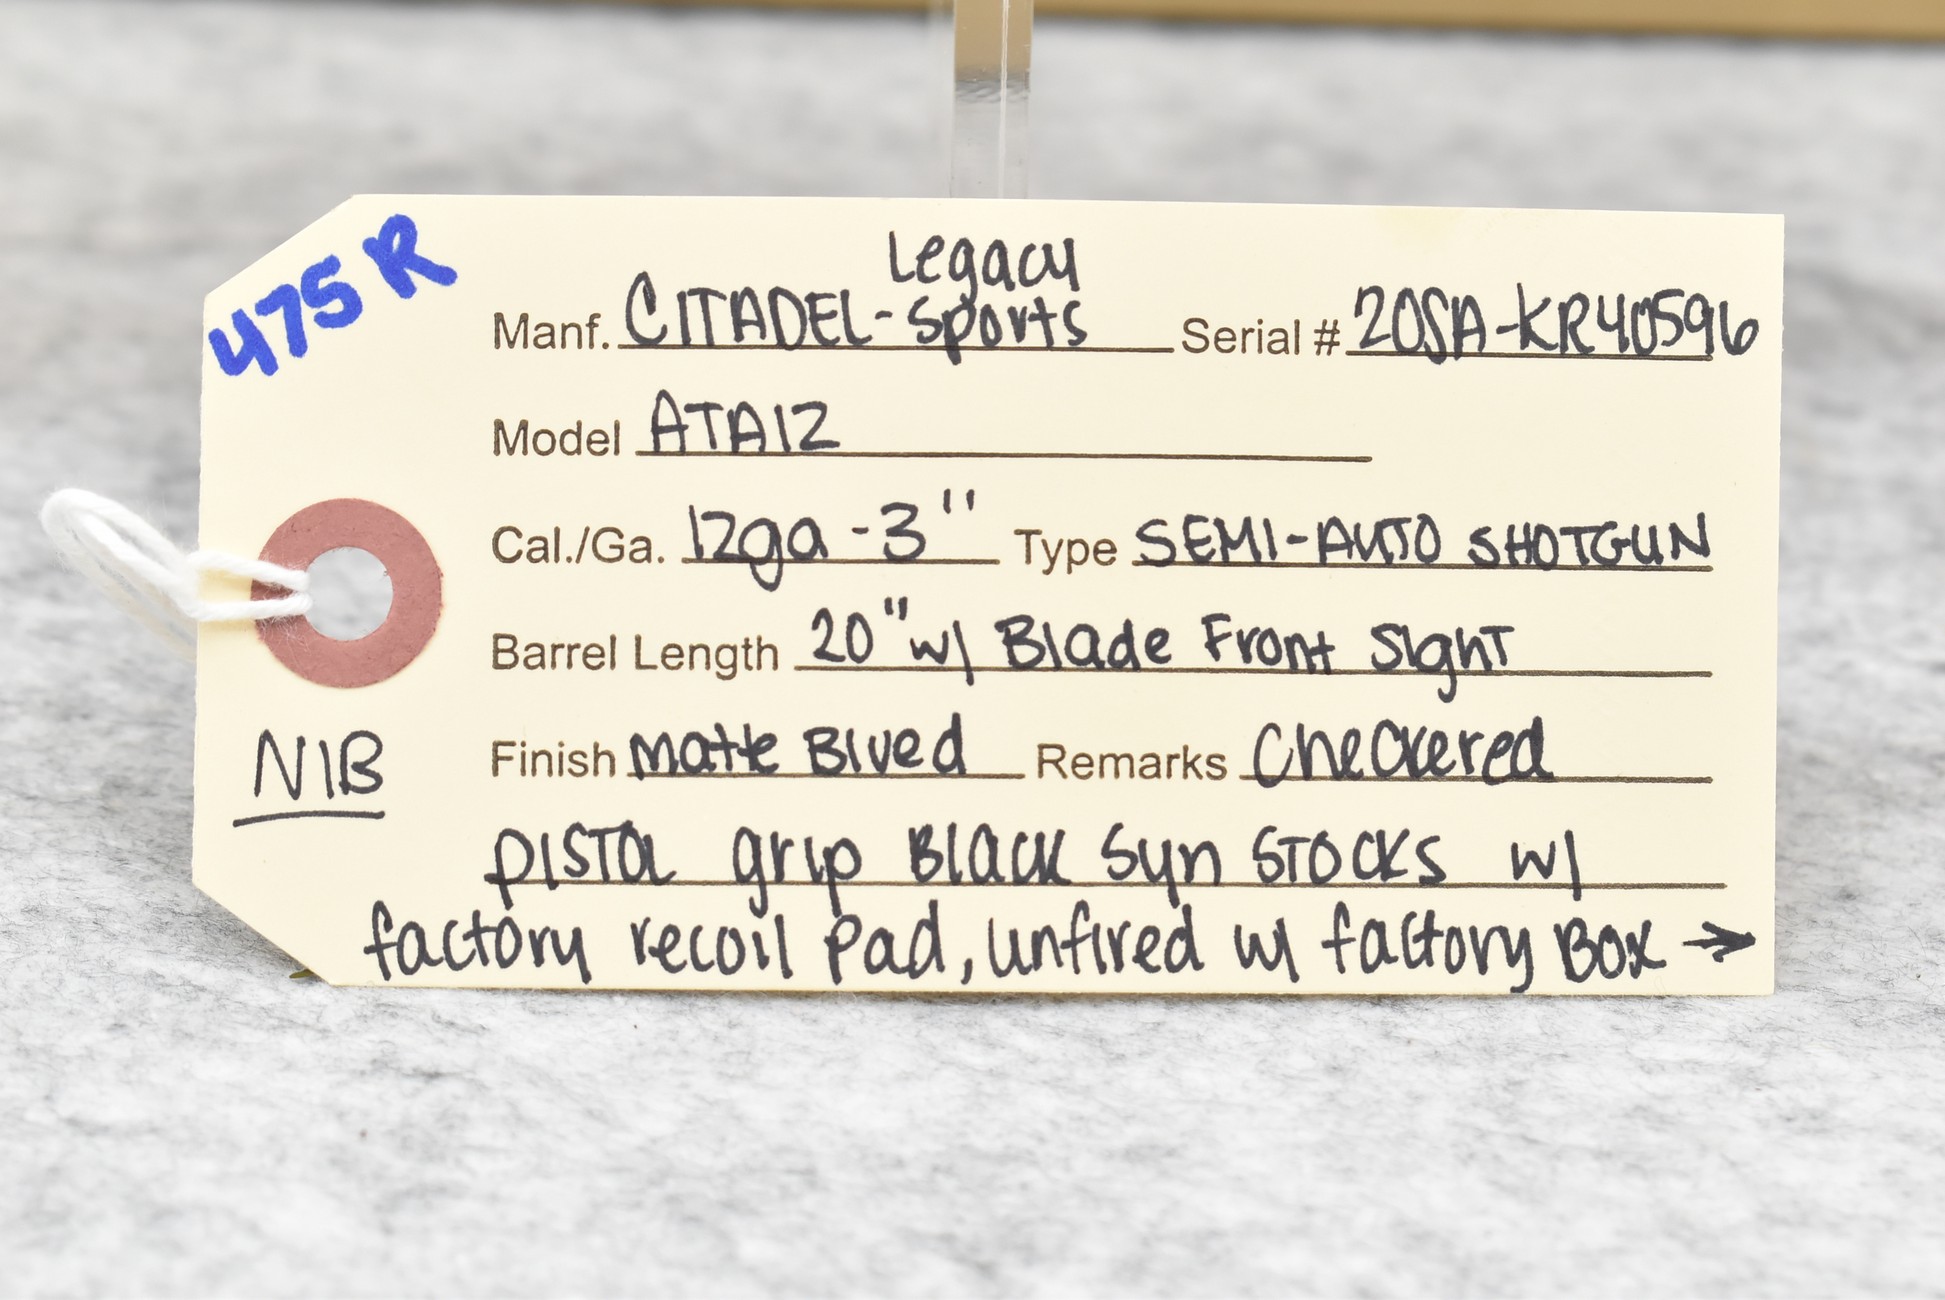 475 R
Legacy
Manf. CITADEL - Sports Serial # 20SA-KR40596
Model ATA12
Cal./Ga. 12ga - 3" Type SEMI-AUTO SHOTGUN
Barrel Length 20" w/ Blade Front Sight
NIB
Finish Matte Blued Remarks Checkered
PISTOL grip Black Syn STOCKS w/
factory recoil Pad, unfired w/ factory Box →